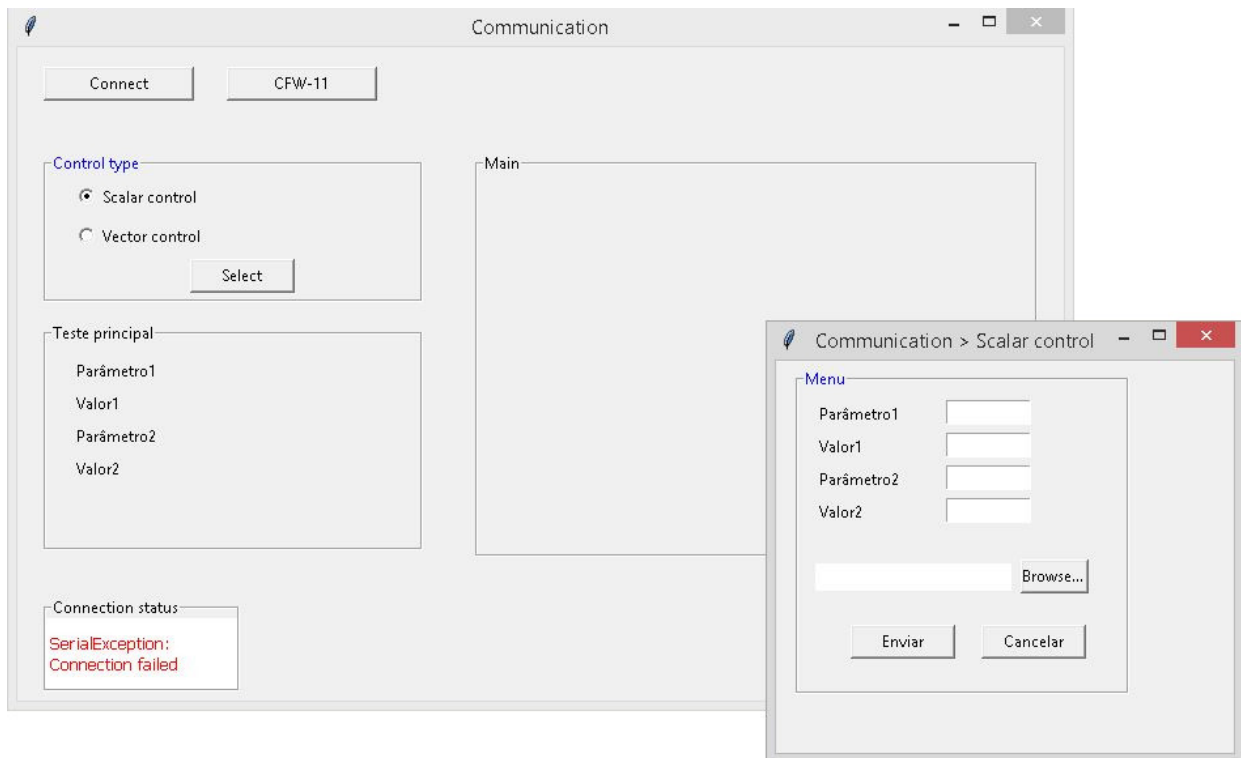 Communication
Connect
CFW-11
Control type
Scalar control
Vector control
Select
Main
Teste principal
Parâmetro1
Valor1
Parâmetro2
Valor2
Connection status
SerialException:
Connection failed
Communication > Scalar control
Menu
Parâmetro1
Valor1
Parâmetro2
Valor2
Browse...
Enviar
Cancelar